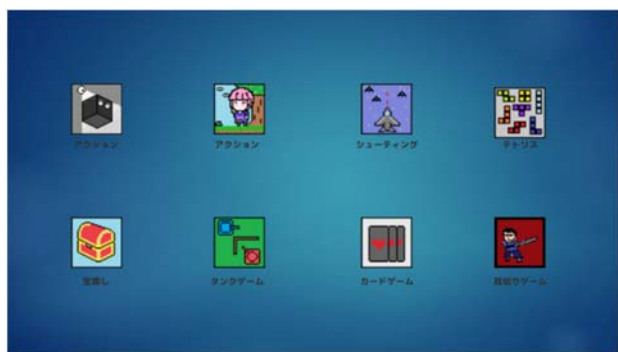 アクション
アクション
シューティング
テトリス
宝探し
タンクゲーム
カードゲーム